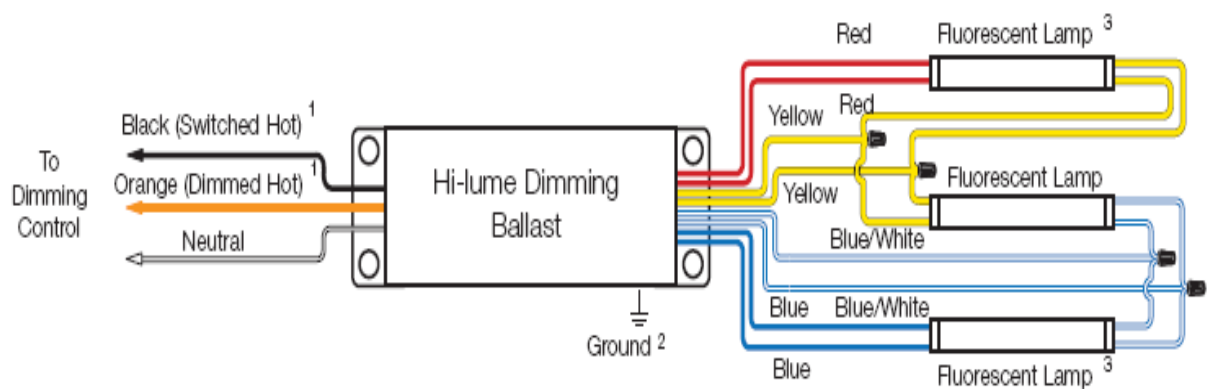 Red
Fluorescent Lamp 3
Black (Switched Hot) 1
Yellow
Red
To
Dimming
Control
Orange (Dimmed Hot) 1
Hi-lume Dimming
Ballast
Yellow
Fluorescent Lamp
Neutral
Blue/White
Blue
Blue/White
Ground 2
Blue
Fluorescent Lamp 3